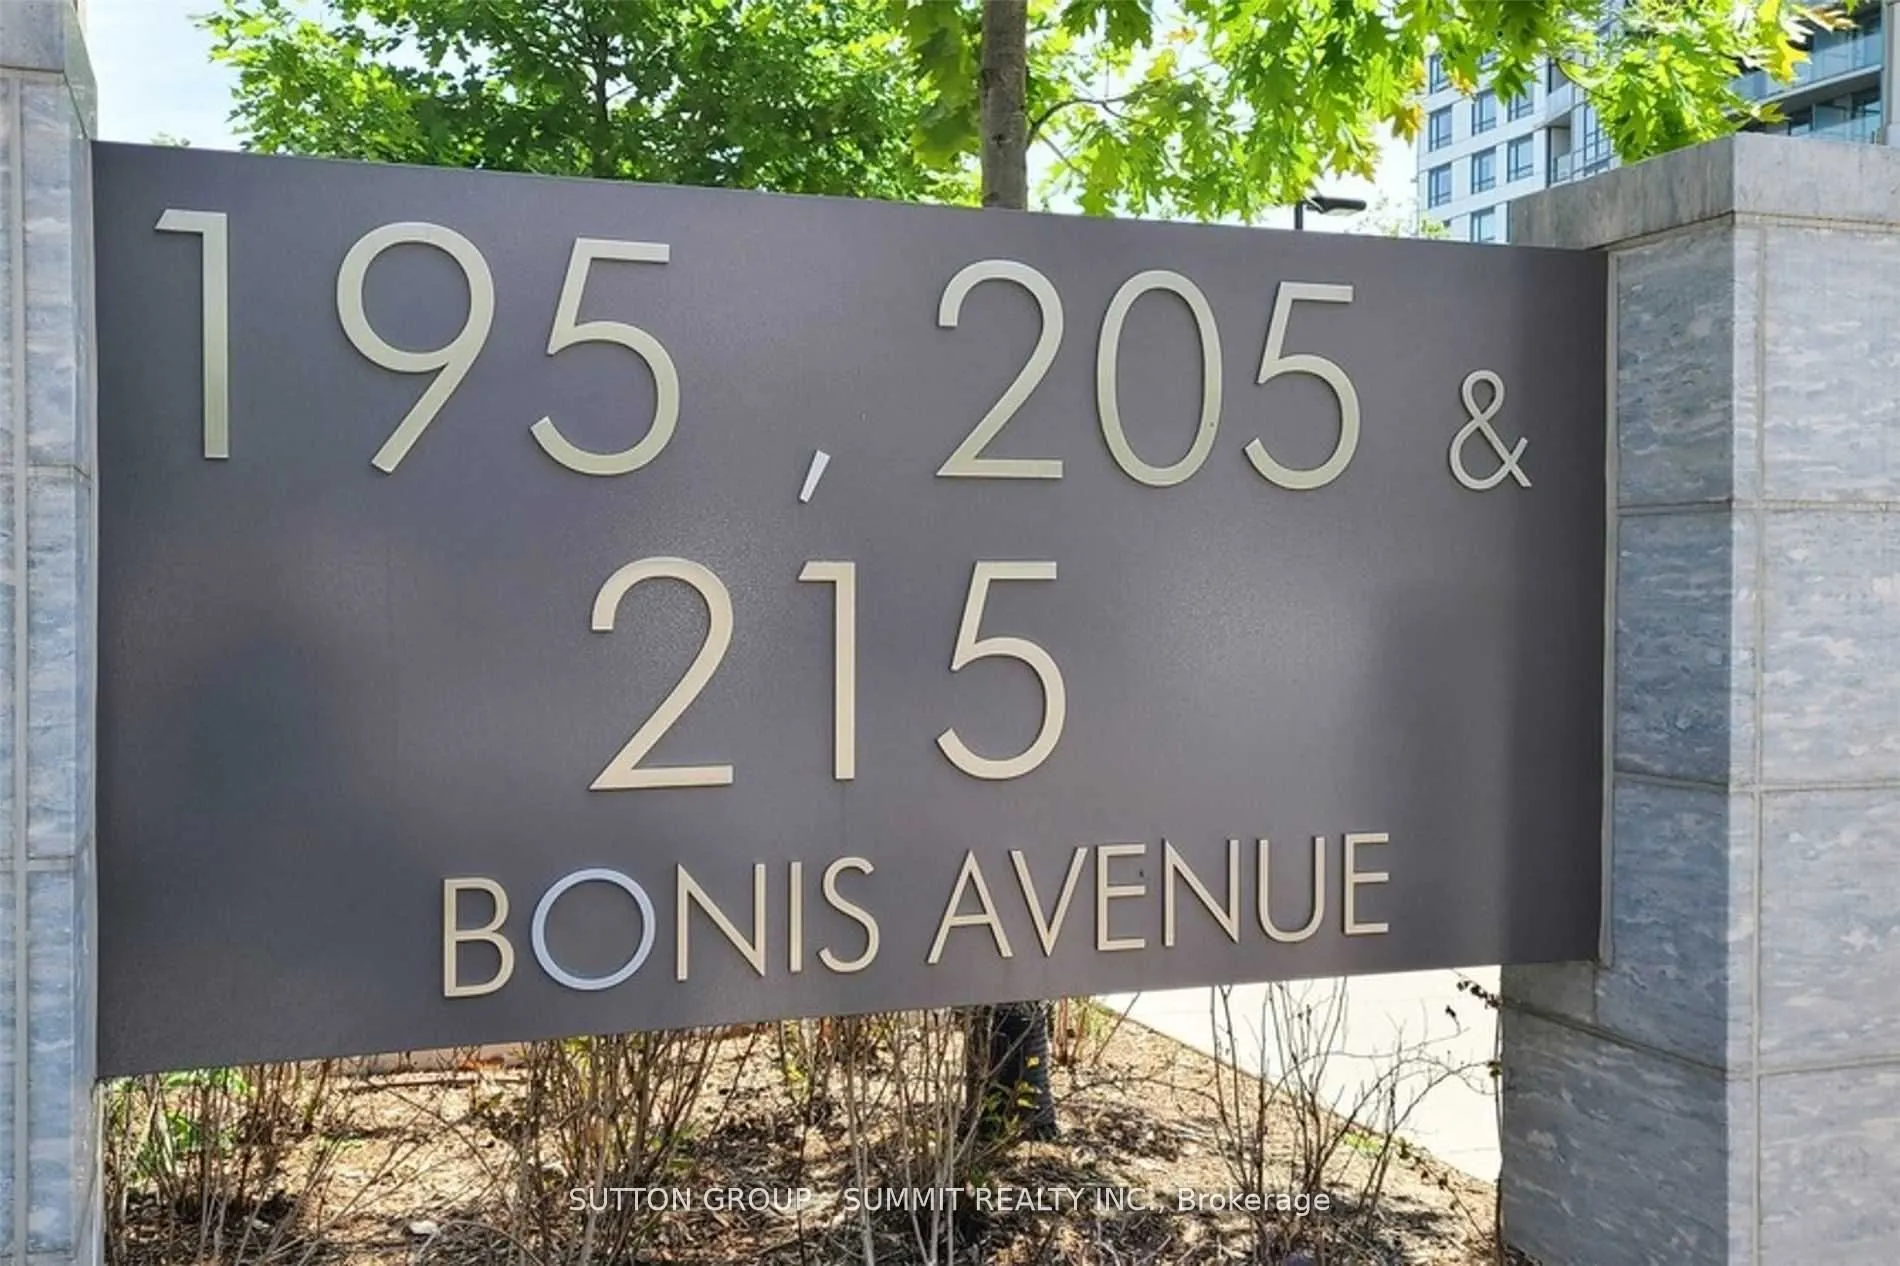 195, 205 &
215
BONIS AVENUE
SUTTON GROUP - SUMMIT REALTY INC., Brokerage